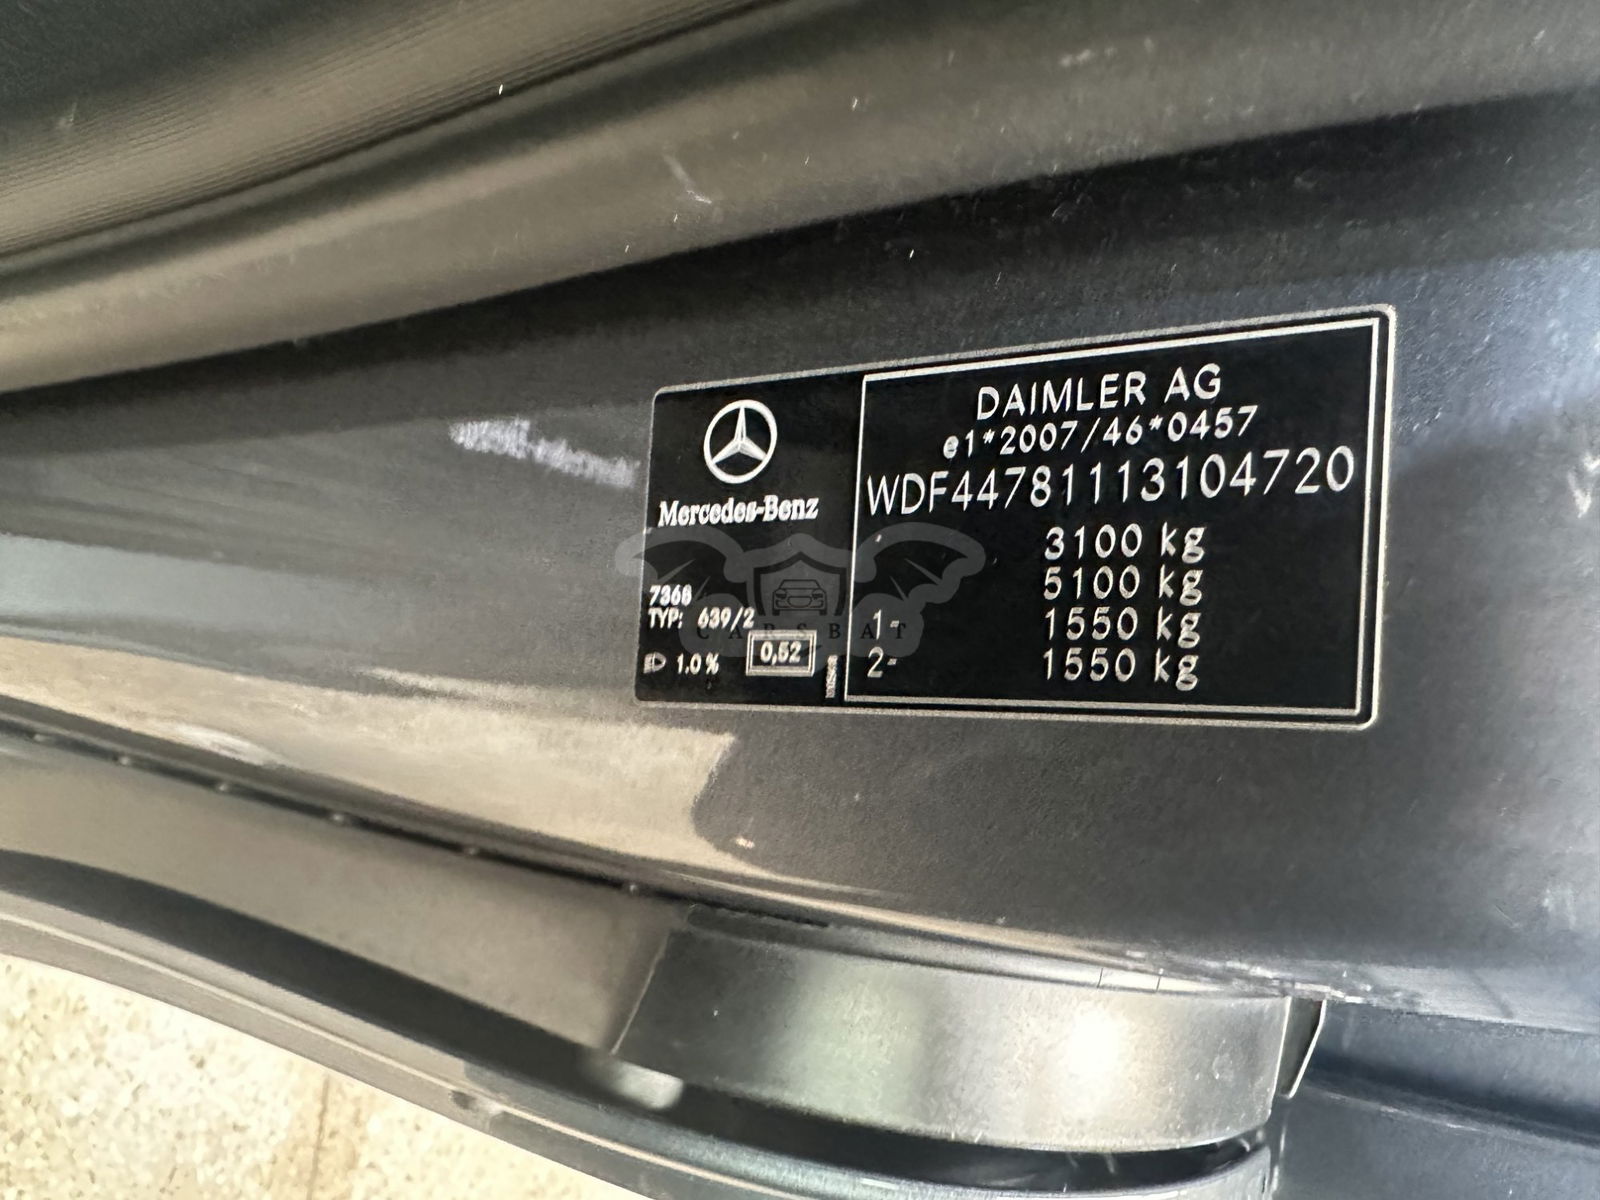 Mercedes-Benz
7368
TYP: 639/2
1.0 %
0,52
DAIMLER AG
e1*2007/46*0457
WDF44781113104720
3100 kg
5100 kg
1- 1550 kg
2- 1550 kg
CARSBAT